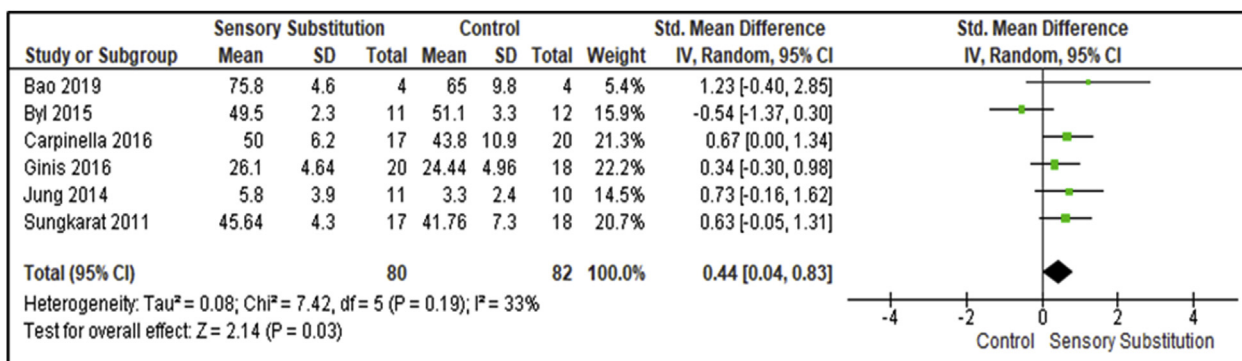 Sensory Substitution Control Std. Mean Difference Std. Mean Difference
Study or Subgroup Mean SD Total Mean SD Total Weight IV, Random, 95% CI IV, Random, 95% CI
Bao 2019 75.8 4.6 4 65 9.8 4 5.4% 1.23 [-0.40, 2.85]
Byl 2015 49.5 2.3 11 51.1 3.3 12 15.9% -0.54 [-1.37, 0.30]
Carpinella 2016 50 6.2 17 43.8 10.9 20 21.3% 0.67 [0.00, 1.34]
Ginis 2016 26.1 4.64 20 24.44 4.96 18 22.2% 0.34 [-0.30, 0.98]
Jung 2014 5.8 3.9 11 3.3 2.4 10 14.5% 0.73 [-0.16, 1.62]
Sungkarat 2011 45.64 4.3 17 41.76 7.3 18 20.7% 0.63 [-0.05, 1.31]
Total (95% CI) 80 82 100.0% 0.44 [0.04, 0.83]
Heterogeneity: Tau² = 0.08; Chi² = 7.42, df = 5 (P = 0.19); I² = 33%
Test for overall effect: Z = 2.14 (P = 0.03)
-4 -2 0 2 4
Control Sensory Substitution